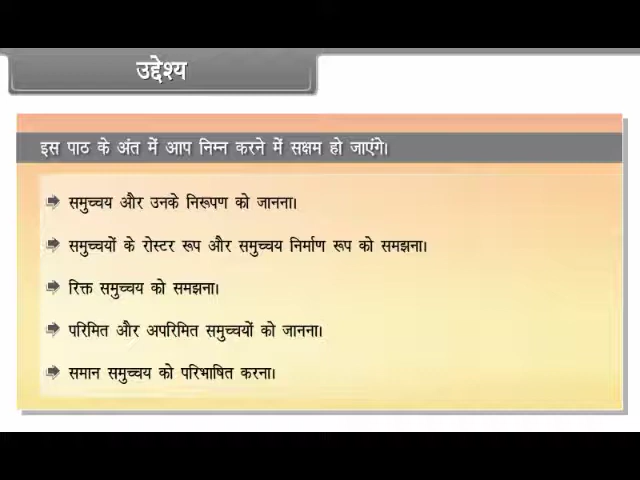 उद्देश्य
इस पाठ के अंत में आप निम्न करने में सक्षम हो जाएंगे।
समुच्चय और उनके निरूपण को जानना।
समुच्चयों के रोस्टर रूप और समुच्चय निर्माण रूप को समझना।
रिक्त समुच्चय को समझना।
परिमित और अपरिमित समुच्चयों को जानना।
समान समुच्चय को परिभाषित करना।